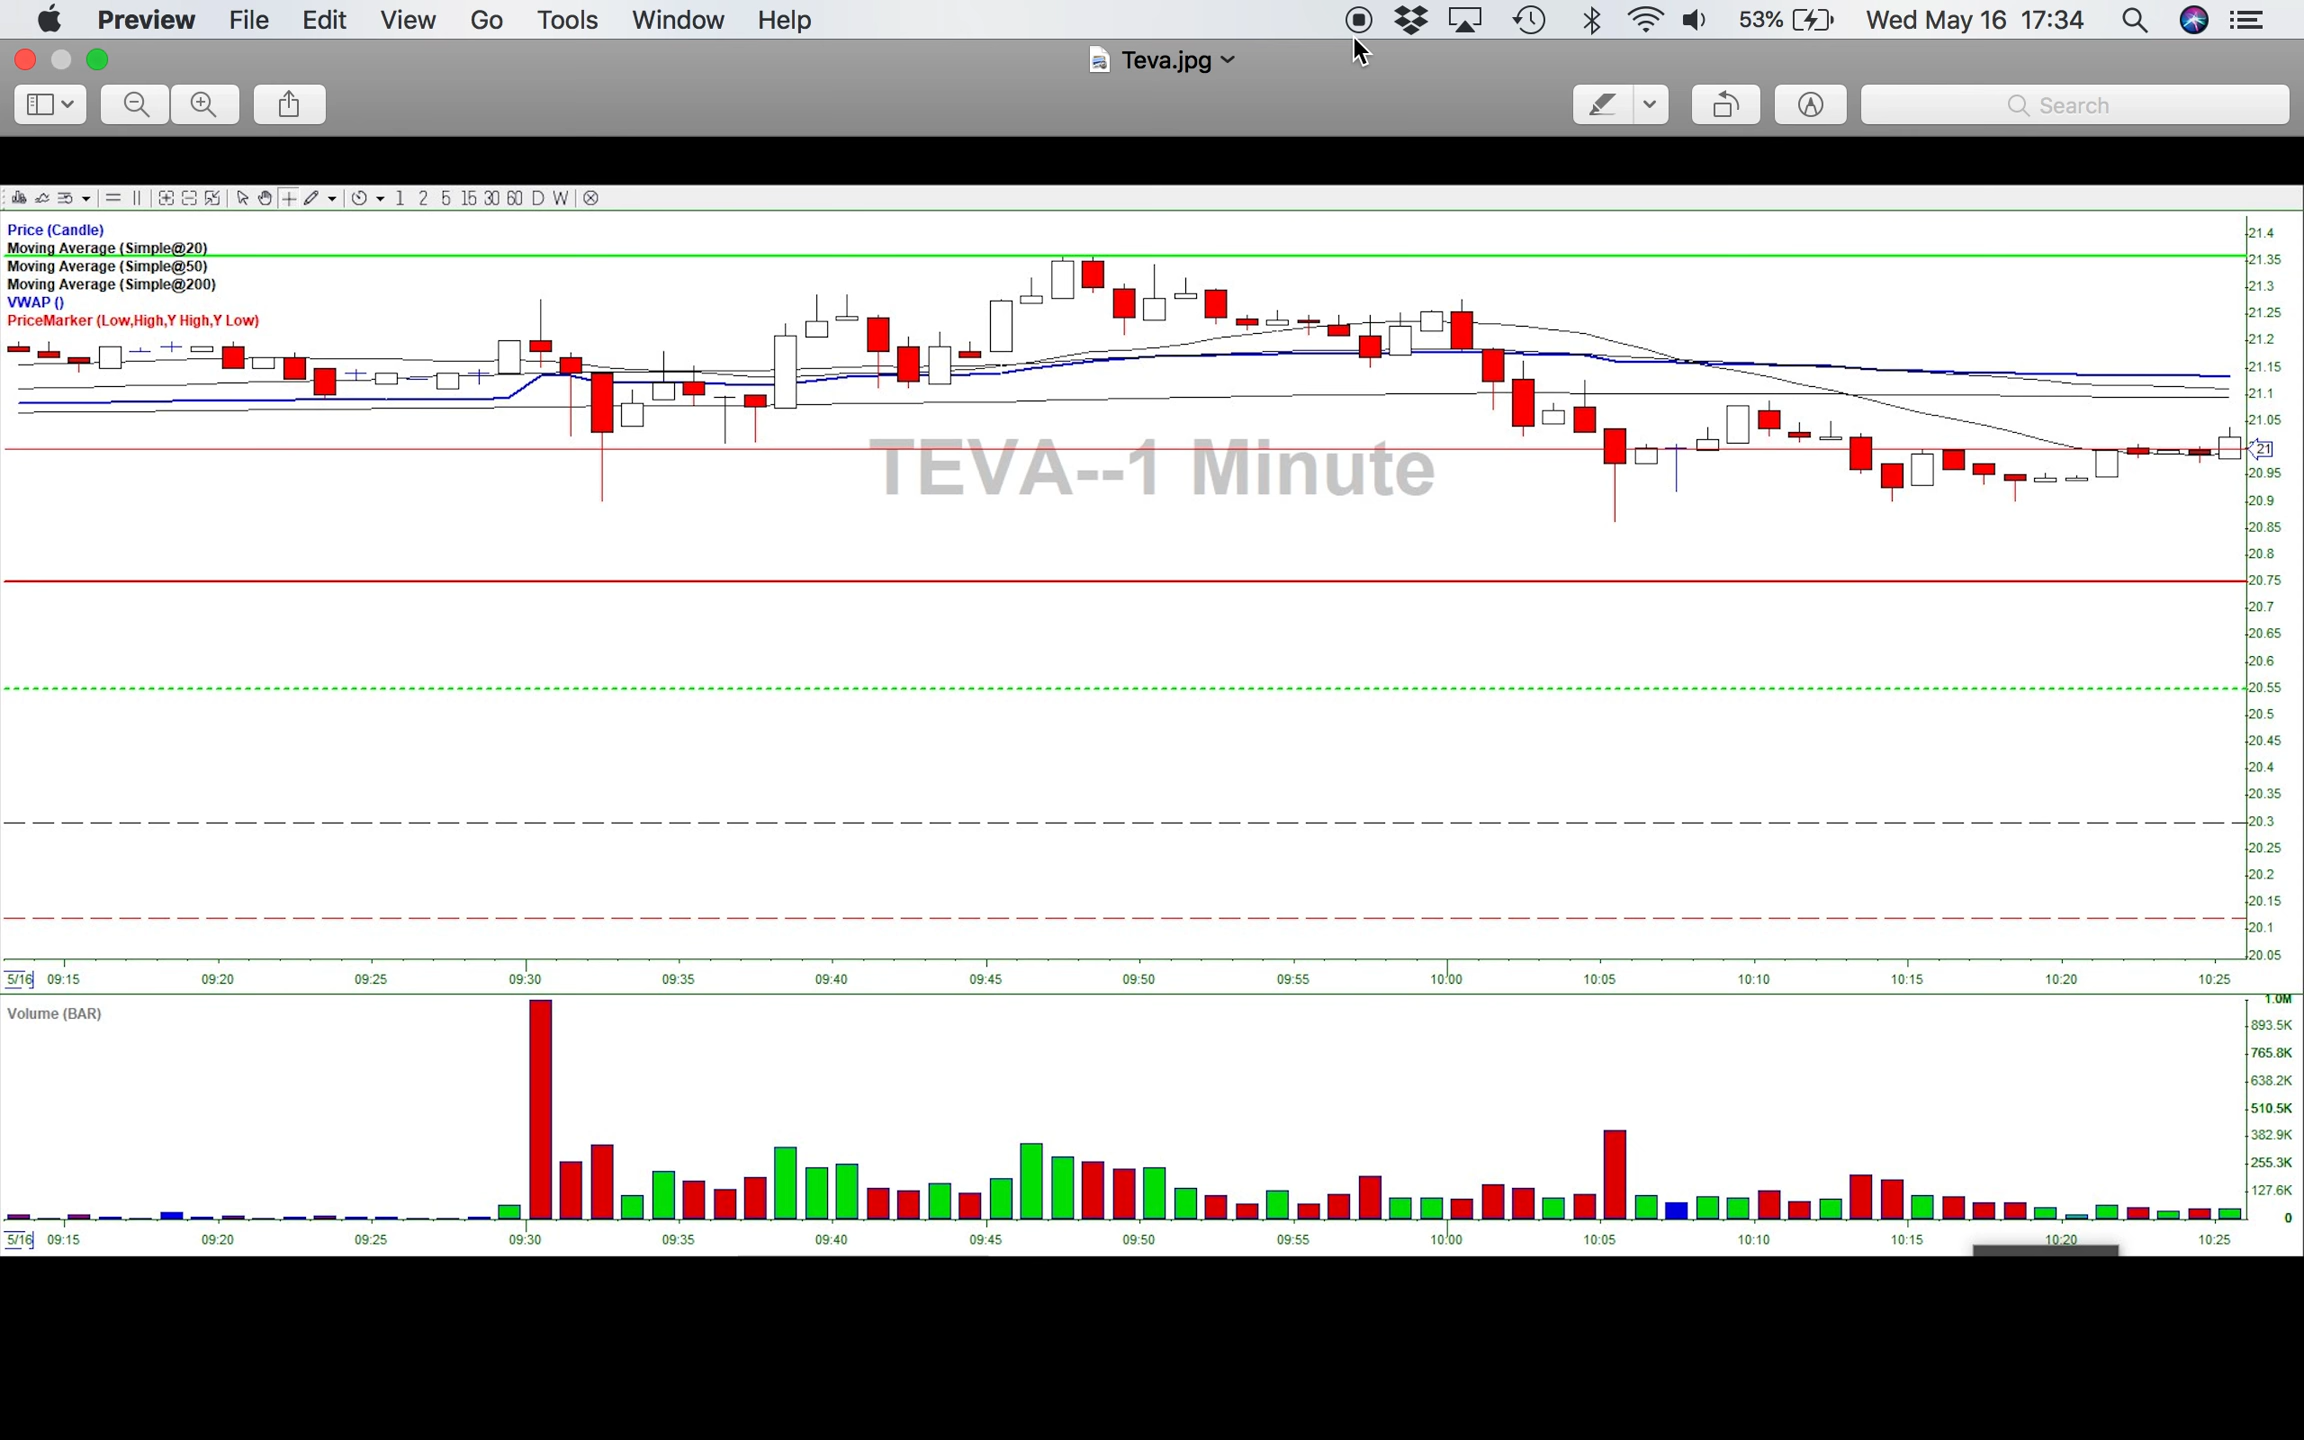 Preview File Edit View Go Tools Window Help 53% Wed May 16 17:34
Teva.jpg
Search
1 2 5 15 30 60 D W
Price (Candle)
Moving Average (Simple@20)
Moving Average (Simple@50)
Moving Average (Simple@200)
VWAP ()
PriceMarker (Low,High,Y High,Y Low)
TEVA--1 Minute
21.4
21.35
21.3
21.25
21.2
21.15
21.1
21.05
21
20.95
20.9
20.85
20.8
20.75
20.7
20.65
20.6
20.55
20.5
20.45
20.4
20.35
20.3
20.25
20.2
20.15
20.1
20.05
5/16 09:15 09:20 09:25 09:30 09:35 09:40 09:45 09:50 09:55 10:00 10:05 10:10 10:15 10:20 10:25
Volume (BAR)
1.0M
893.5K
765.8K
638.2K
510.5K
382.9K
255.3K
127.6K
0
5/16 09:15 09:20 09:25 09:30 09:35 09:40 09:45 09:50 09:55 10:00 10:05 10:10 10:15 10:20 10:25